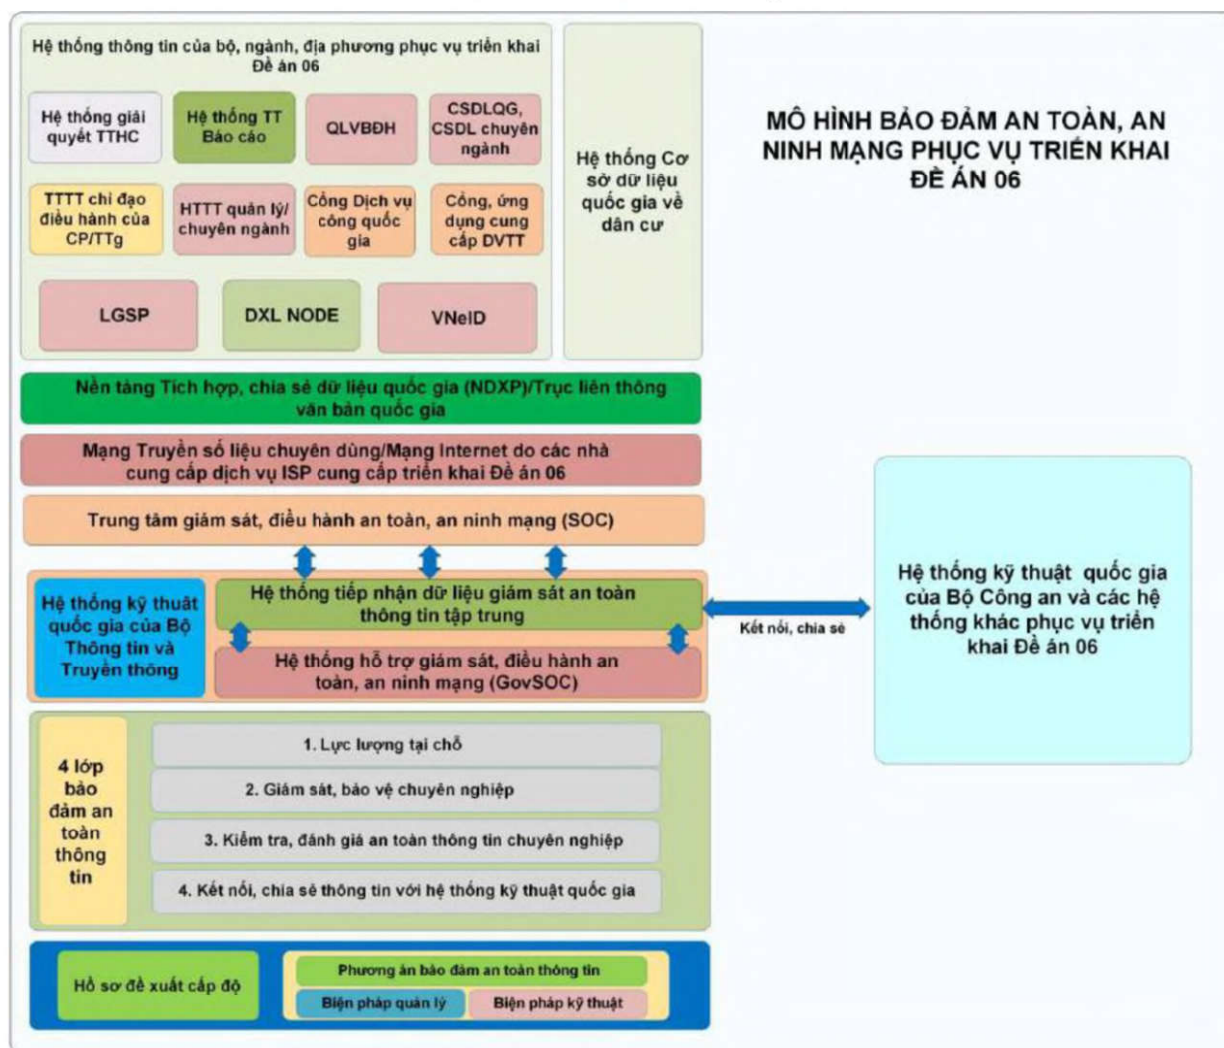 Hệ thống thông tin của bộ, ngành, địa phương phục vụ triển khai
Đề án 06
Hệ thống giải
quyết TTHC
Hệ thống TT
Báo cáo
QLVBĐH
CSDLQG,
CSDL chuyên
ngành
TTTT chỉ đạo
điều hành của
CP/TTg
HTTT quản lý/
chuyên ngành
Cổng Dịch vụ
công quốc
gia
Cổng, ứng
dụng cung
cấp DVTT
LGSP
DXL NODE
VNeID
Hệ thống Cơ
sở dữ liệu
quốc gia về
dân cư
MÔ HÌNH BẢO ĐẢM AN TOÀN, AN
NINH MẠNG PHỤC VỤ TRIỂN KHAI
ĐỀ ÁN 06
Nền tảng Tích hợp, chia sẻ dữ liệu quốc gia (NDXP)/Trục liên thông
văn bản quốc gia
Mạng Truyền số liệu chuyên dùng/Mạng Internet do các nhà
cung cấp dịch vụ ISP cung cấp triển khai Đề án 06
Trung tâm giám sát, điều hành an toàn, an ninh mạng (SOC)
Hệ thống kỹ thuật
quốc gia của Bộ
Thông tin và
Truyền thông
Hệ thống tiếp nhận dữ liệu giám sát an toàn
thông tin tập trung
Hệ thống hỗ trợ giám sát, điều hành an
toàn, an ninh mạng (GovSOC)
Kết nối, chia sẻ
Hệ thống kỹ thuật quốc gia
của Bộ Công an và các hệ
thống khác phục vụ triển
khai Đề án 06
4 lớp
bảo
đảm an
toàn
thông
tin
1. Lực lượng tại chỗ
2. Giám sát, bảo vệ chuyên nghiệp
3. Kiểm tra, đánh giá an toàn thông tin chuyên nghiệp
4. Kết nối, chia sẻ thông tin với hệ thống kỹ thuật quốc gia
Hồ sơ đề xuất cấp độ
Phương án bảo đảm an toàn thông tin
Biện pháp quản lý
Biện pháp kỹ thuật